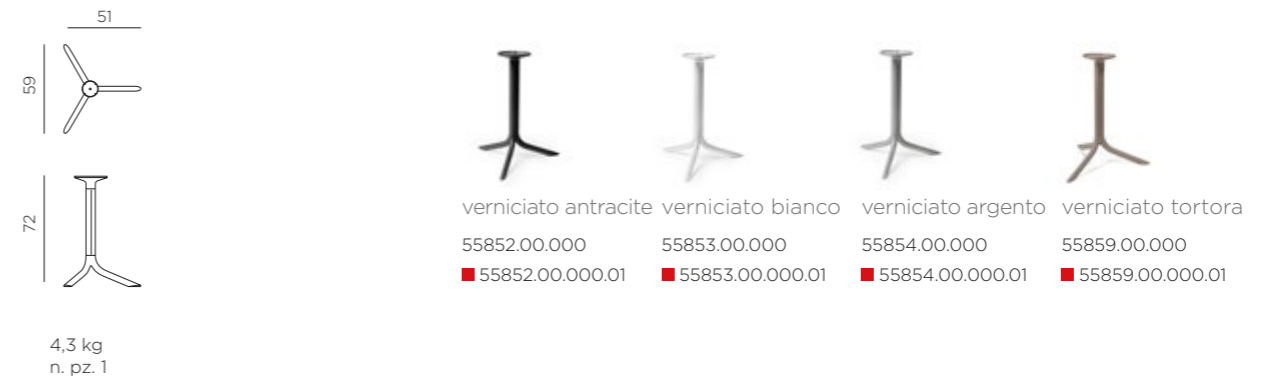 51
59
72
4,3 kg
n. pz. 1
verniciato antracite
55852.00.000
55852.00.000.01
verniciato bianco
55853.00.000
55853.00.000.01
verniciato argento
55854.00.000
55854.00.000.01
verniciato tortora
55859.00.000
55859.00.000.01